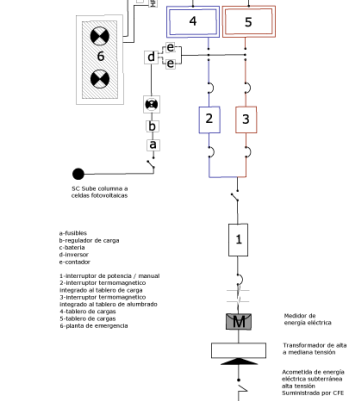 4
5
6
d
e
e
2
3
b
a
SC Sube columna a
celdas fotovoltaicas
1
M
a-fusibles
b-regulador de carga
c-bateria
d-inversor
e-contador
1-interruptor de potencia / manual
2-interruptor termomagnetico
integrado al tablero de carga
3-interruptor termomagnetico
integrado al tablero de alumbrado
4-tablero de cargas
5-tablero de cargas
6-planta de emergencia
Medidor de
energía eléctrica
Transformador de alta
a mediana tensión
Acometida de energía
eléctrica subterránea
alta tensión
Suministrada por CFE